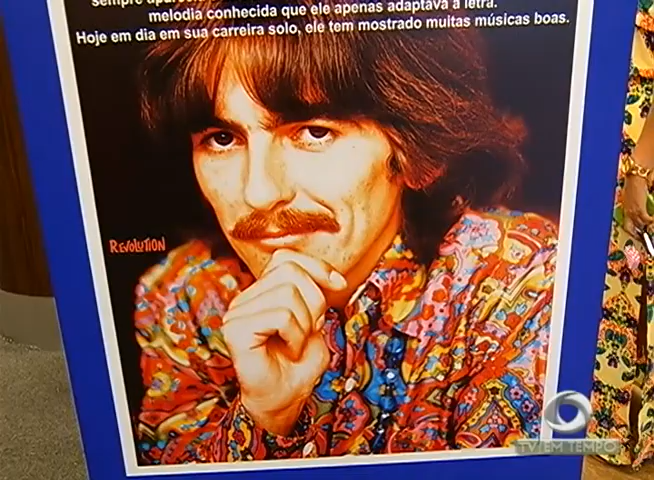 sempre
melodia conhecida que ele apenas adaptava a letra.
Hoje em dia em sua carreira solo, ele tem mostrado muitas músicas boas.
REVOLUTION
TV EM TEMPO